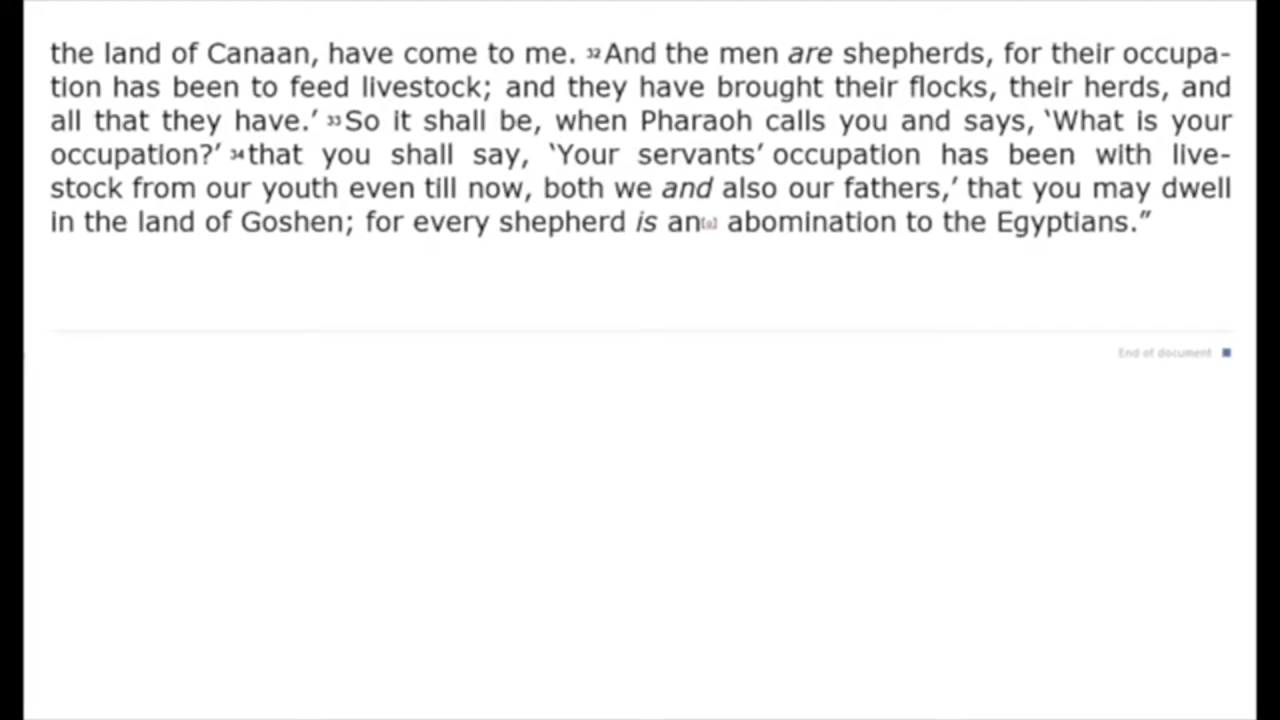 the land of Canaan, have come to me. 32And the men are shepherds, for their occupa-
tion has been to feed livestock; and they have brought their flocks, their herds, and
all that they have.’ 33So it shall be, when Pharaoh calls you and says, ‘What is your
occupation?’ 34that you shall say, ‘Your servants’ occupation has been with live-
stock from our youth even till now, both we and also our fathers,’ that you may dwell
in the land of Goshen; for every shepherd is an abomination to the Egyptians.”
End of document